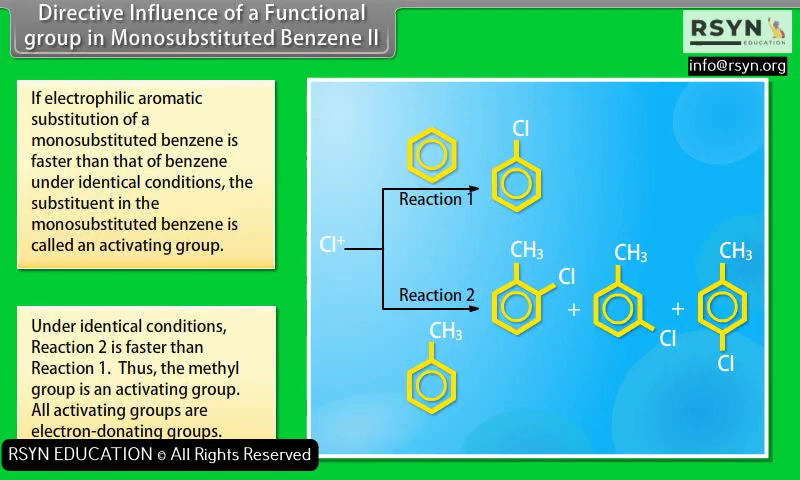 Directive Influence of a Functional
group in Monosubstituted Benzene II
RSYN
EDUCATION
info@rsyn.org
If electrophilic aromatic
substitution of a
monosubstituted benzene is
faster than that of benzene
under identical conditions, the
substituent in the
monosubstituted benzene is
called an activating group.
Under identical conditions,
Reaction 2 is faster than
Reaction 1. Thus, the methyl
group is an activating group.
All activating groups are
electron-donating groups.
Cl⁺
Reaction 1
Cl
Reaction 2
CH₃
CH₃
Cl
+
CH₃
Cl
+
CH₃
Cl
RSYN EDUCATION © All Rights Reserved